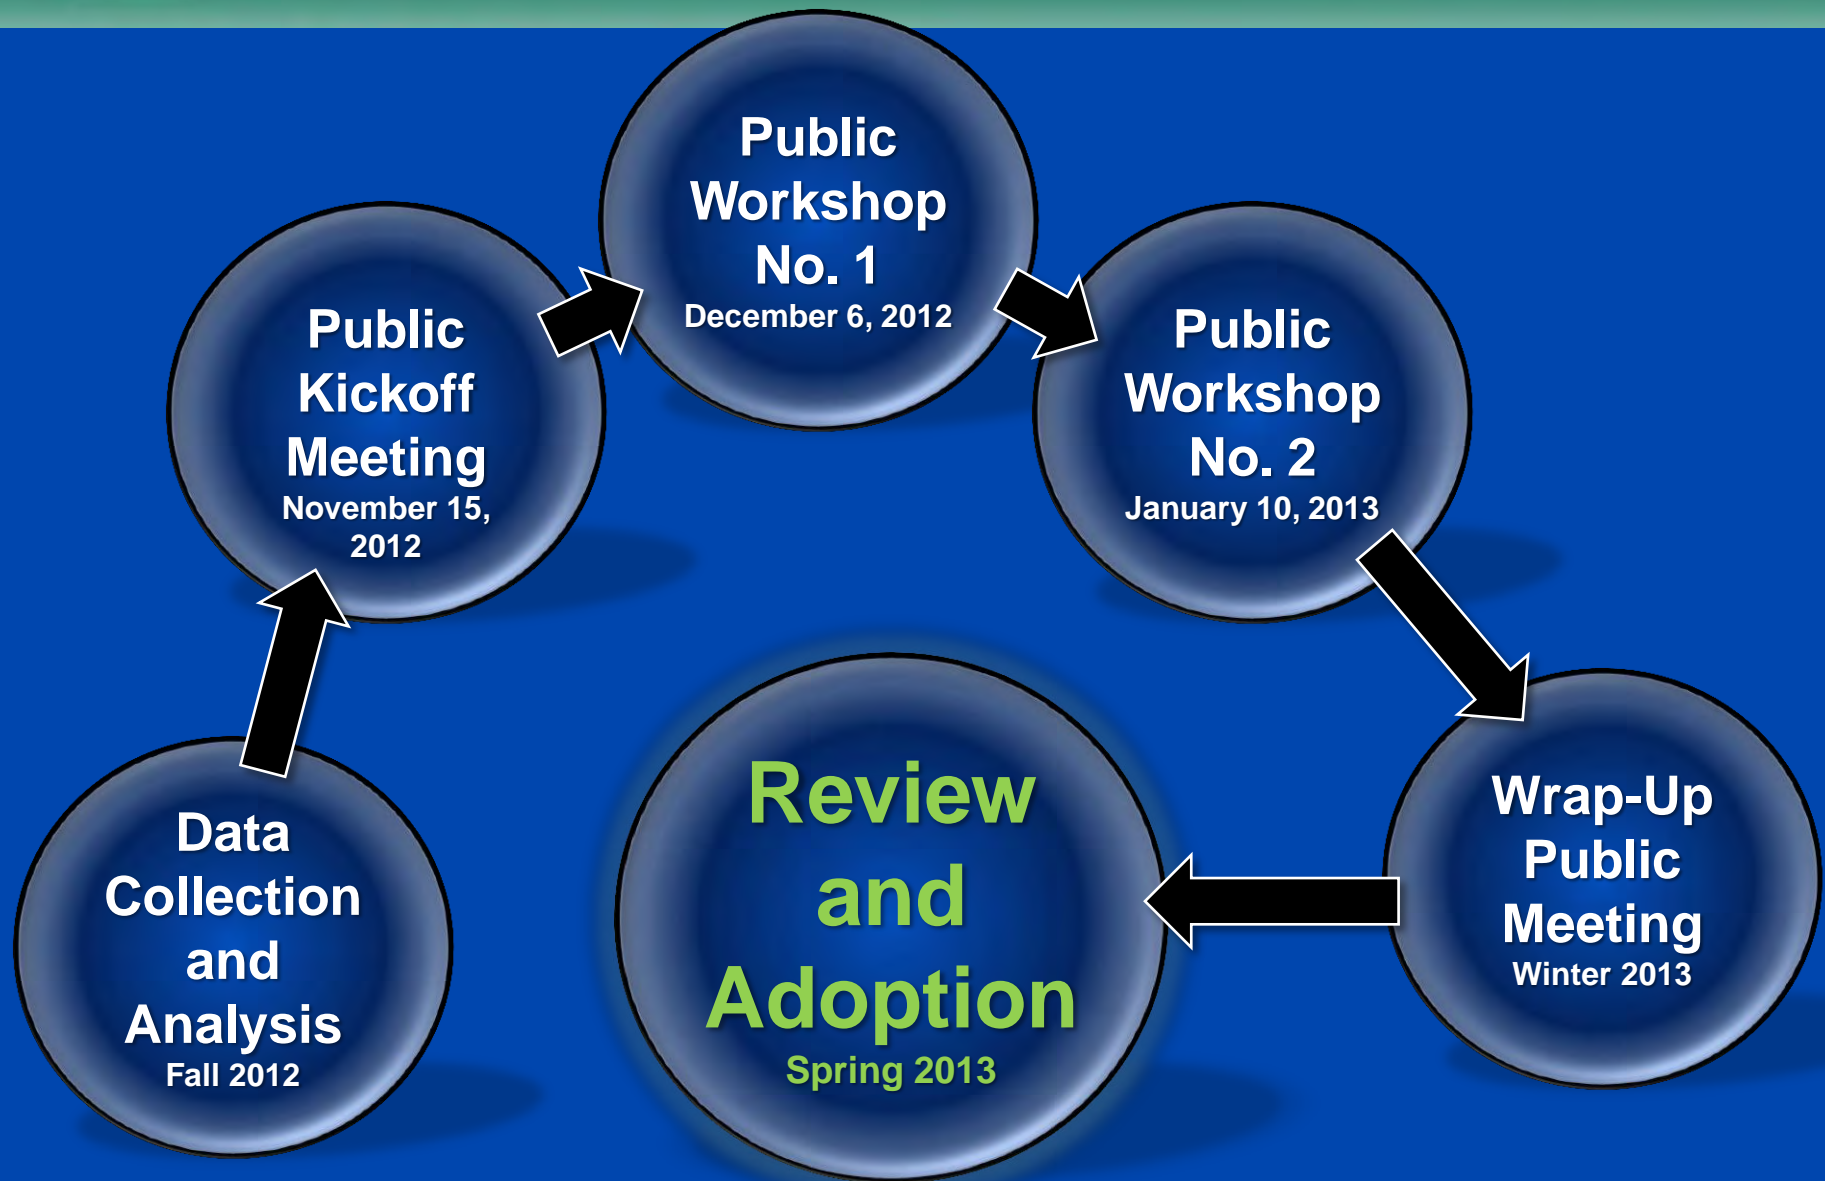 Data
Collection
and
Analysis
Fall 2012
Public
Kickoff
Meeting
November 15,
2012
Public
Workshop
No. 1
December 6, 2012
Public
Workshop
No. 2
January 10, 2013
Wrap-Up
Public
Meeting
Winter 2013
Review
and
Adoption
Spring 2013